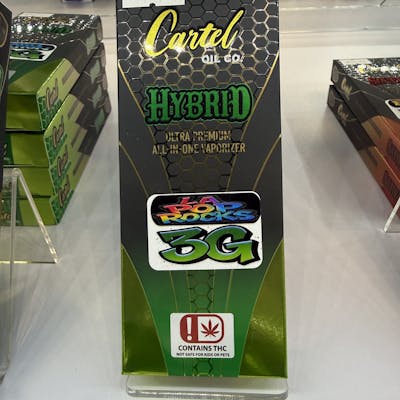 Cartel
OIL CO.
HYBRID
ULTRA PREMIUM
ALL-IN-ONE VAPORIZER
LA
POP
ROCKS
3G
!
CONTAINS THC
NOT SAFE FOR KIDS OR PETS